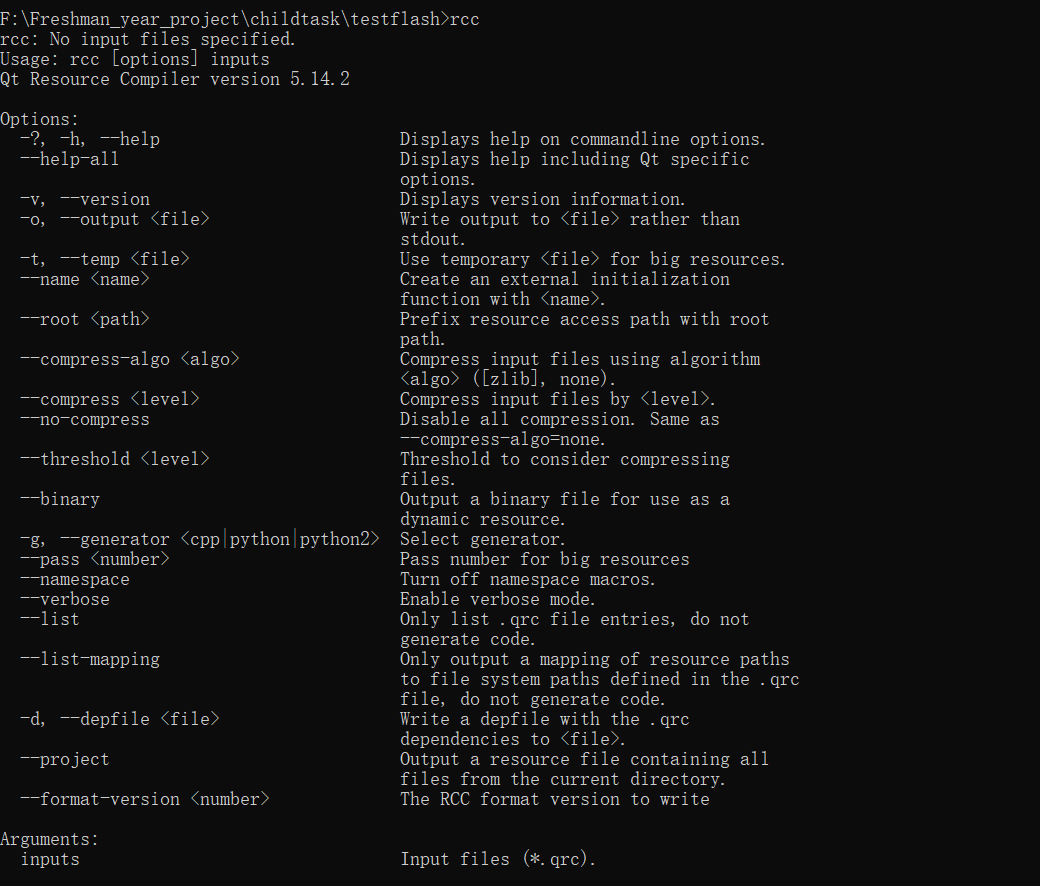 F:\Freshman_year_project\childtask\testflash>rcc
rcc: No input files specified.
Usage: rcc [options] inputs
Qt Resource Compiler version 5.14.2

Options:
  -?, -h, --help                        Displays help on commandline options.
  --help-all                            Displays help including Qt specific
                                        options.
  -v, --version                         Displays version information.
  -o, --output <file>                   Write output to <file> rather than
                                        stdout.
  -t, --temp <file>                     Use temporary <file> for big resources.
  --name <name>                         Create an external initialization
                                        function with <name>.
  --root <path>                         Prefix resource access path with root
                                        path.
  --compress-algo <algo>                Compress input files using algorithm
                                        <algo> ([zlib], none).
  --compress <level>                    Compress input files by <level>.
  --no-compress                         Disable all compression. Same as
                                        --compress-algo=none.
  --threshold <level>                   Threshold to consider compressing
                                        files.
  --binary                              Output a binary file for use as a
                                        dynamic resource.
  -g, --generator <cpp|python|python2>  Select generator.
  --pass <number>                       Pass number for big resources
  --namespace                           Turn off namespace macros.
  --verbose                             Enable verbose mode.
  --list                                Only list .qrc file entries, do not
                                        generate code.
  --list-mapping                        Only output a mapping of resource paths
                                        to file system paths defined in the .qrc
                                        file, do not generate code.
  -d, --depfile <file>                  Write a depfile with the .qrc
                                        dependencies to <file>.
  --project                             Output a resource file containing all
                                        files from the current directory.
  --format-version <number>             The RCC format version to write

Arguments:
  inputs                                Input files (*.qrc).